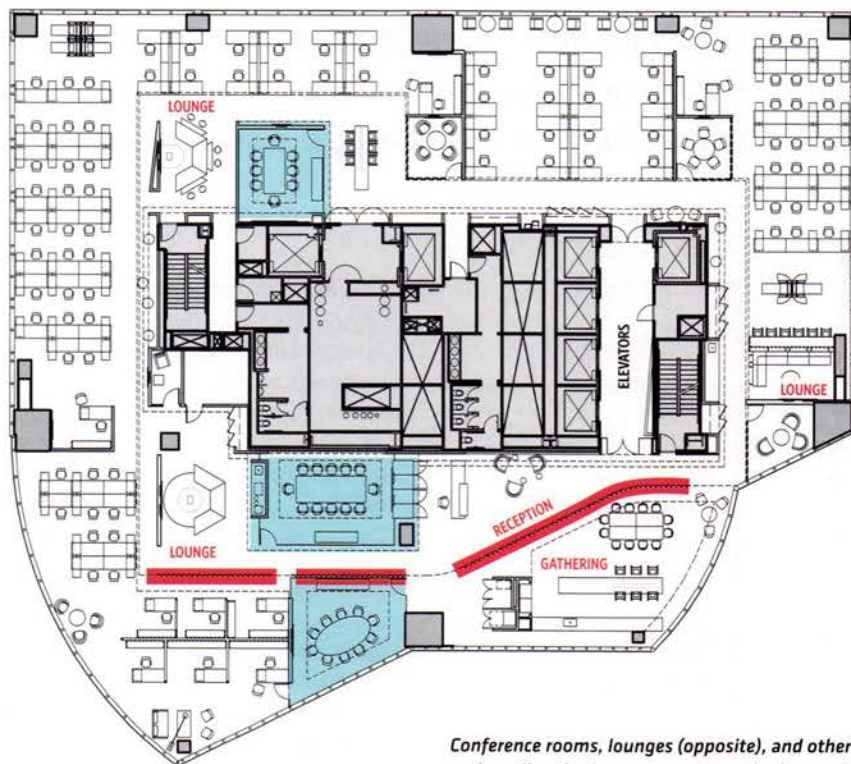 LOUNGE
ELEVATORS
LOUNGE
RECEPTION
LOUNGE
GATHERING
Conference rooms, lounges (opposite), and other